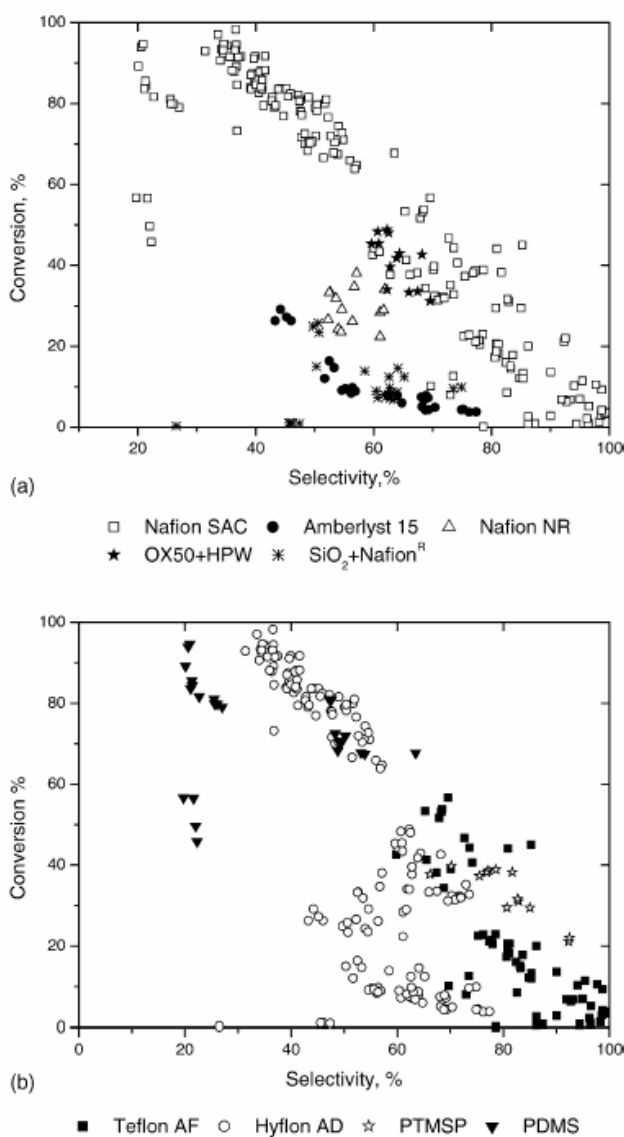 100
80
60
40
20
0
Conversion, %
20 40 60 80 100
Selectivity,%
(a)
□ Nafion SAC ● Amberlyst 15 △ Nafion NR
★ OX50+HPW ✳ SiO₂+Nafionᴿ
100
80
60
40
20
0
Conversion %
0 20 40 60 80 100
Selectivity, %
(b)
■ Teflon AF ○ Hyflon AD ☆ PTMSP ▼ PDMS